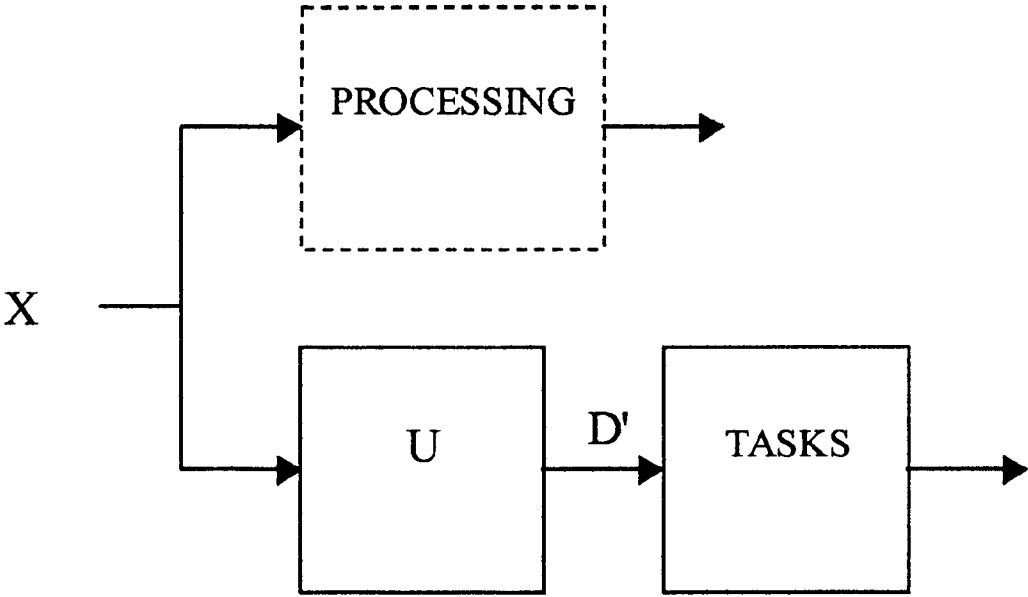 PROCESSING
X
U
D'
TASKS